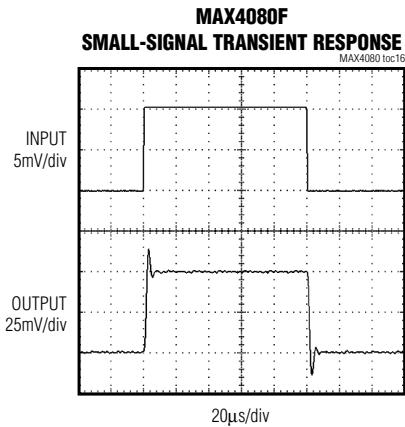 MAX4080F
SMALL-SIGNAL TRANSIENT RESPONSE
MAX4080 toc16
INPUT
5mV/div
OUTPUT
25mV/div
20μs/div